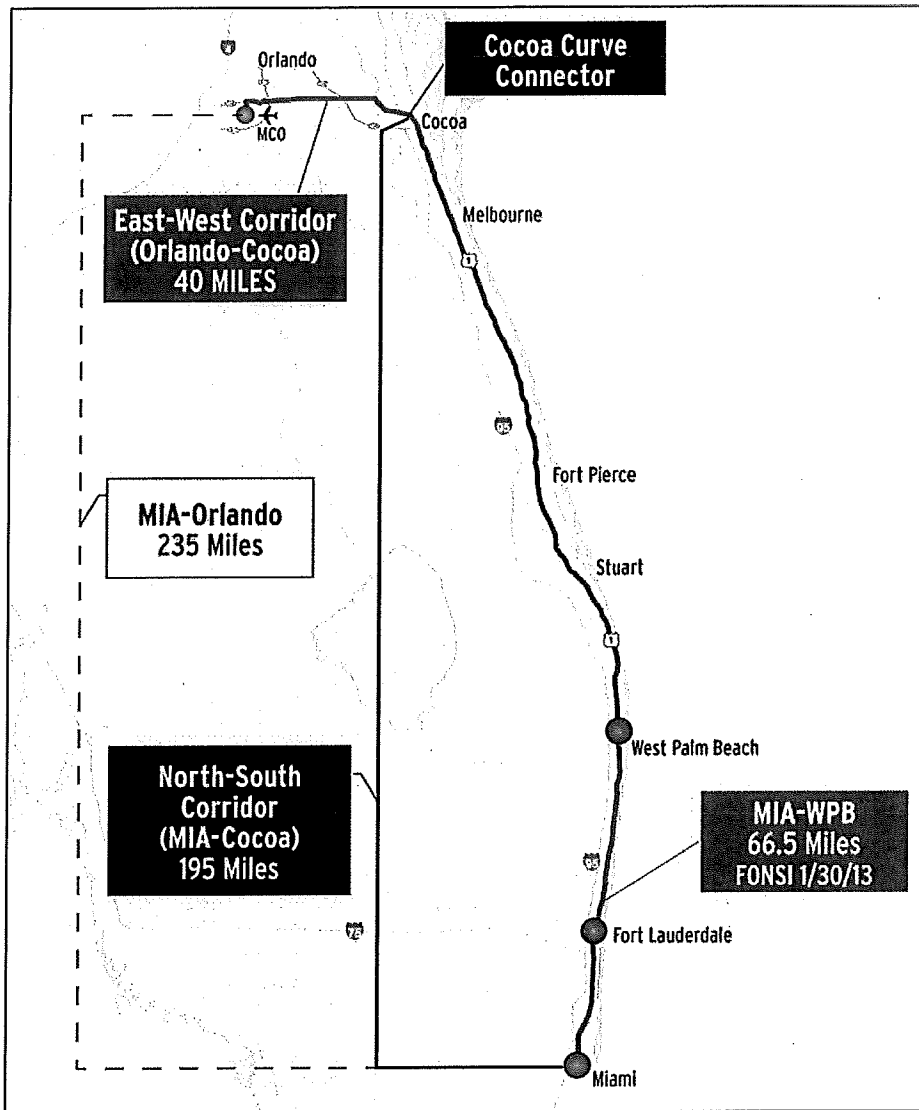 Cocoa Curve
Connector
4
Orlando
MCO
Cocoa
East-West Corridor
(Orlando-Cocoa)
40 MILES
Melbourne
1
95
Fort Pierce
MIA-Orlando
235 Miles
Stuart
1
West Palm Beach
North-South
Corridor
(MIA-Cocoa)
195 Miles
MIA-WPB
66.5 Miles
FONSI 1/30/13
95
75
Fort Lauderdale
Miami